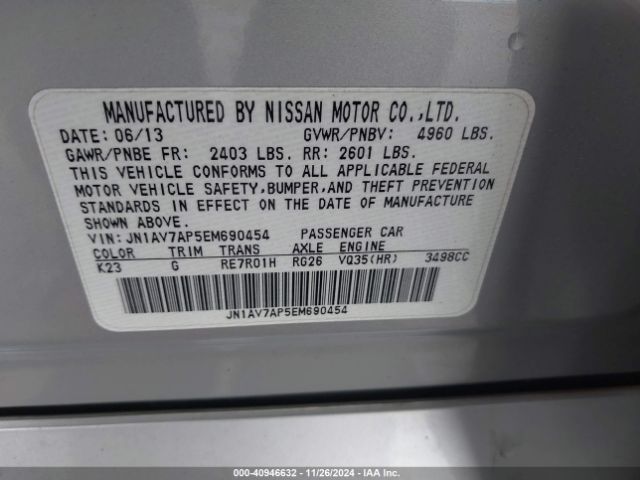 MANUFACTURED BY NISSAN MOTOR CO.,LTD.
DATE: 06/13 GVWR/PNBV: 4960 LBS.
GAWR/PNBE FR: 2403 LBS. RR: 2601 LBS.
THIS VEHICLE CONFORMS TO ALL APPLICABLE FEDERAL
MOTOR VEHICLE SAFETY,BUMPER,AND THEFT PREVENTION
STANDARDS IN EFFECT ON THE DATE OF MANUFACTURE
SHOWN ABOVE.
VIN: JN1AV7AP5EM690454 PASSENGER CAR
COLOR TRIM TRANS AXLE ENGINE
K23 G RE7R01H RG26 VQ35(HR) 3498CC
JN1AV7AP5EM690454
000-40946632 - 11/26/2024 - IAA Inc.